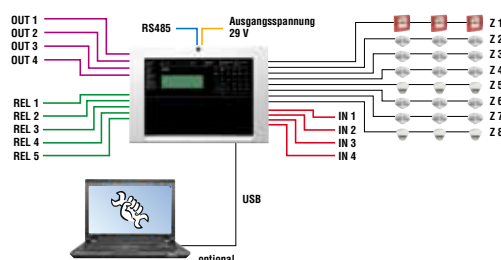 OUT 1
OUT 2
OUT 3
OUT 4
RS485
Ausgangsspannung
29 V
REL 1
REL 2
REL 3
REL 4
REL 5
IN 1
IN 2
IN 3
IN 4
Z 1
Z 2
Z 3
Z 4
Z 5
Z 6
Z 7
Z 8
USB
optional